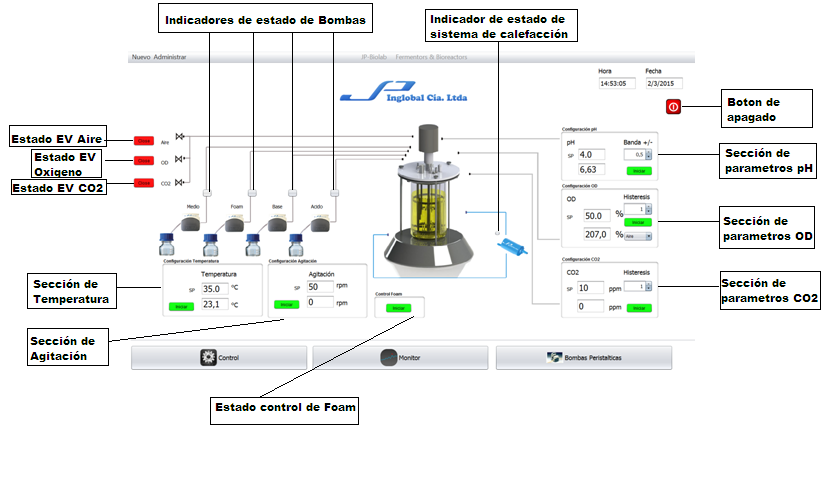 Indicadores de estado de Bombas
Indicador de estado de
sistema de calefacción
Nuevo Administrar
IP-Biolab Fermentors & Bioreactors
Hora Fecha
14:53:05 2/3/2015
Inglobal Cia. Ltda
Boton de
apagado
Estado EV Aire
Close Aire
Estado EV
Oxigeno
Close OD
Estado EV CO2
Close CO2
Configuración pH
pH Banda +/-
SP 4.0 0,5
6,63 Iniciar
Sección de
parametros pH
Configuración OD
OD Histeresis
SP 50.0 % 1
Iniciar
207,0 % Aire
Sección de
parametros OD
Medio Foam Base Acido
Configuración Temperatura
Temperatura
SP 35.0 °C
Iniciar 23,1 °C
Configuración Agitación
Agitación
SP 50 rpm
Iniciar 0 rpm
Control Foam
Iniciar
Configuración CO2
CO2 Histeresis
SP 10 ppm 1
0 ppm Iniciar
Sección de
parametros CO2
Sección de
Temperatura
Sección de
Agitación
Control
Monitor
Bombas Peristalticas
Estado control de Foam